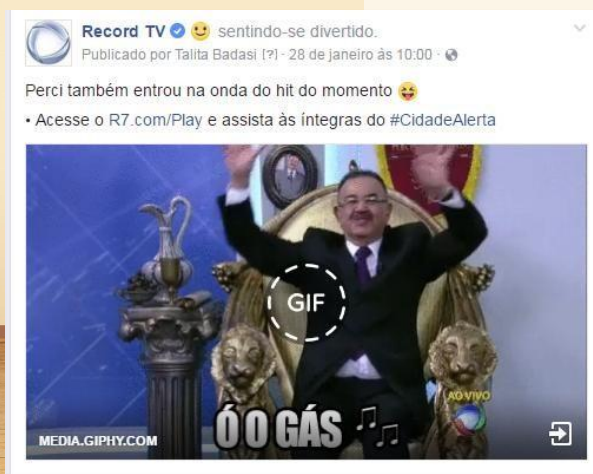 Record TV sentindo-se divertido.
Publicado por Talita Badasi [?] · 28 de janeiro às 10:00 ·
Perci também entrou na onda do hit do momento
• Acesse o R7.com/Play e assista às íntegras do #CidadeAlerta
GIF
AO VIVO
Ó O GÁS
MEDIA.GIPHY.COM